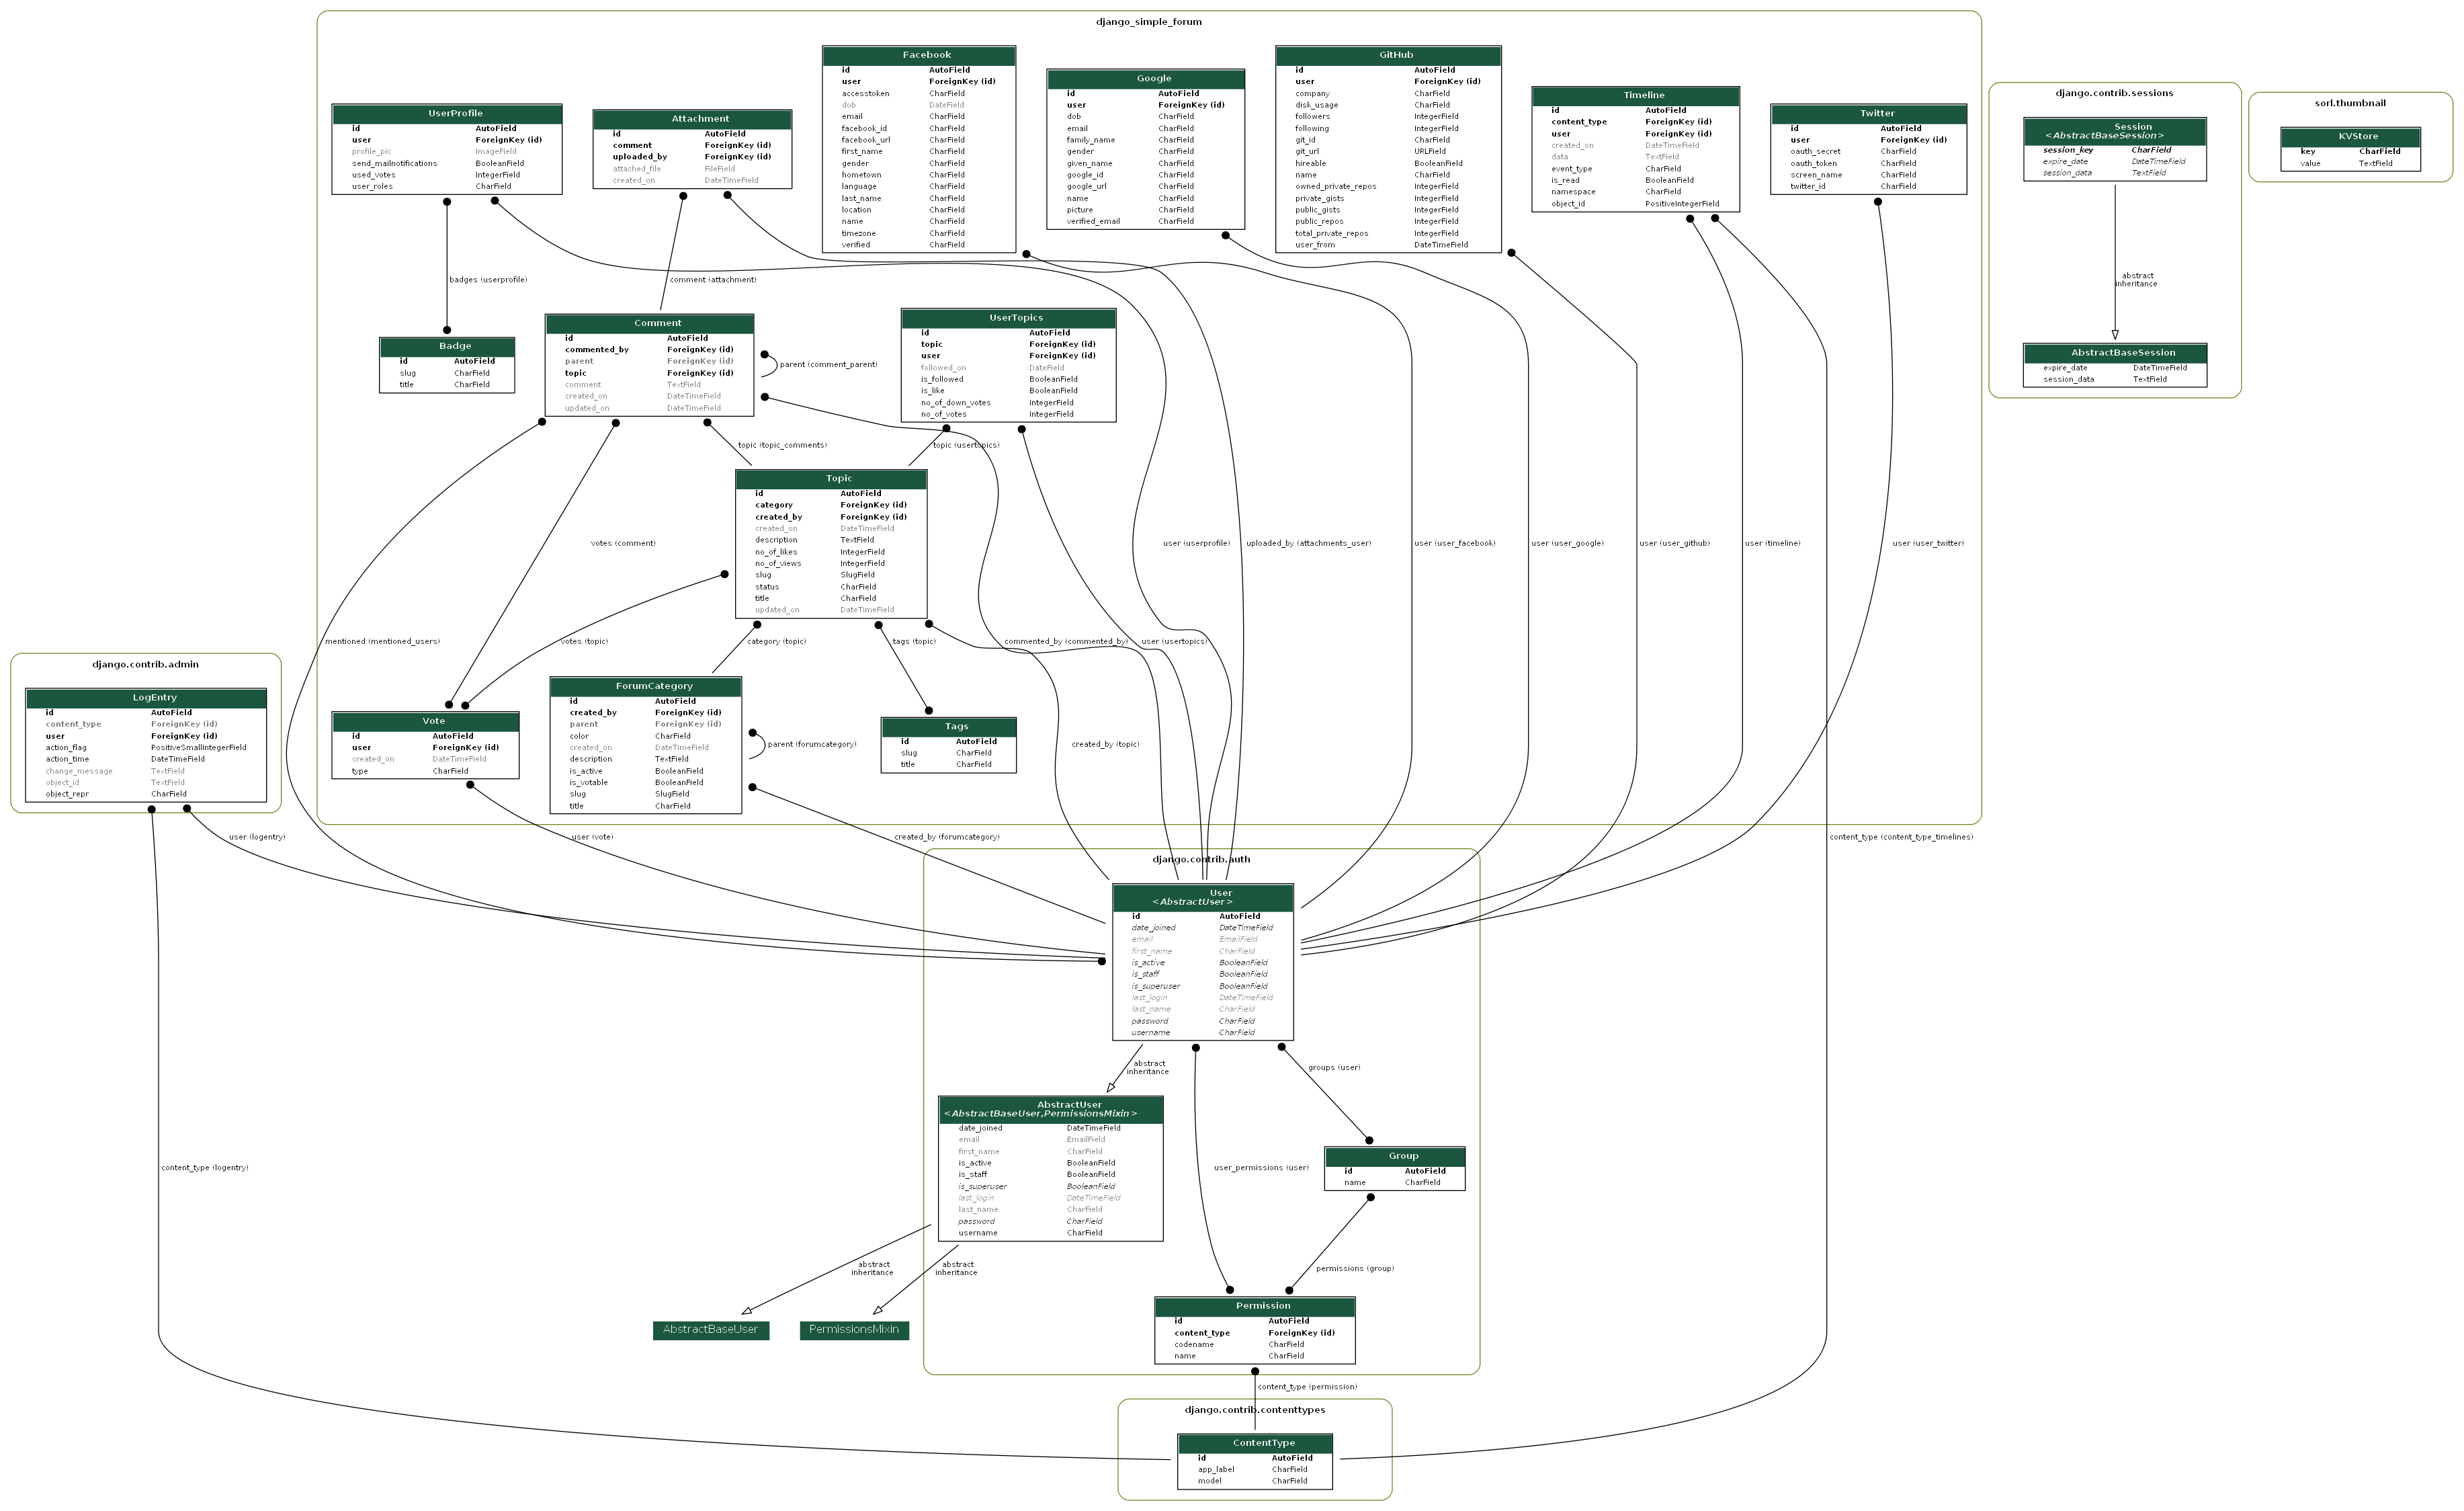 django_simple_forum
Facebook
id AutoField
user ForeignKey (id)
accesstoken CharField
dob DateField
email CharField
facebook_id CharField
facebook_url CharField
first_name CharField
gender CharField
hometown CharField
language CharField
last_name CharField
location CharField
name CharField
timezone CharField
verified CharField
Google
id AutoField
user ForeignKey (id)
dob CharField
email CharField
family_name CharField
gender CharField
given_name CharField
google_id CharField
google_url CharField
name CharField
picture CharField
verified_email CharField
GitHub
id AutoField
user ForeignKey (id)
company CharField
disk_usage CharField
followers IntegerField
following IntegerField
git_id CharField
git_url URLField
hireable BooleanField
name CharField
owned_private_repos IntegerField
private_gists IntegerField
public_gists IntegerField
public_repos IntegerField
total_private_repos IntegerField
user_from DateTimeField
Timeline
id AutoField
content_type ForeignKey (id)
user ForeignKey (id)
created_on DateTimeField
data TextField
event_type CharField
is_read BooleanField
namespace CharField
object_id PositiveIntegerField
Twitter
id AutoField
user ForeignKey (id)
oauth_secret CharField
oauth_token CharField
screen_name CharField
twitter_id CharField
UserProfile
id AutoField
user ForeignKey (id)
profile_pic ImageField
send_mailnotifications BooleanField
used_votes IntegerField
user_roles CharField
Attachment
id AutoField
comment ForeignKey (id)
uploaded_by ForeignKey (id)
attached_file FileField
created_on DateTimeField
django.contrib.sessions
Session
<AbstractBaseSession>
session_key CharField
expire_date DateTimeField
session_data TextField
abstract
inheritance
AbstractBaseSession
expire_date DateTimeField
session_data TextField
sorl.thumbnail
KVStore
key CharField
value TextField
badges (userprofile)
comment (attachment)
Badge
id AutoField
slug CharField
title CharField
Comment
id AutoField
commented_by ForeignKey (id)
parent ForeignKey (id)
topic ForeignKey (id)
comment TextField
created_on DateTimeField
updated_on DateTimeField
parent (comment_parent)
UserTopics
id AutoField
topic ForeignKey (id)
user ForeignKey (id)
followed_on DateField
is_followed BooleanField
is_like BooleanField
no_of_down_votes IntegerField
no_of_votes IntegerField
topic (topic_comments)
topic (usertopics)
Topic
id AutoField
category ForeignKey (id)
created_by ForeignKey (id)
created_on DateTimeField
description TextField
no_of_likes IntegerField
no_of_views IntegerField
slug SlugField
status CharField
title CharField
updated_on DateTimeField
votes (comment)
user (userprofile)
uploaded_by (attachments_user)
user (user_facebook)
user (user_google)
user (user_github)
user (timeline)
user (user_twitter)
mentioned (mentioned_users)
votes (topic)
category (topic)
tags (topic)
commented_by (commented_by)
user (usertopics)
django.contrib.admin
LogEntry
id AutoField
content_type ForeignKey (id)
user ForeignKey (id)
action_flag PositiveSmallIntegerField
action_time DateTimeField
change_message TextField
object_id TextField
object_repr CharField
Vote
id AutoField
user ForeignKey (id)
created_on DateTimeField
type CharField
ForumCategory
id AutoField
created_by ForeignKey (id)
parent ForeignKey (id)
color CharField
created_on DateTimeField
description TextField
is_active BooleanField
is_votable BooleanField
slug SlugField
title CharField
parent (forumcategory)
Tags
id AutoField
slug CharField
title CharField
created_by (topic)
user (logentry)
user (vote)
created_by (forumcategory)
content_type (content_type_timelines)
django.contrib.auth
User
<AbstractUser>
id AutoField
date_joined DateTimeField
email EmailField
first_name CharField
is_active BooleanField
is_staff BooleanField
is_superuser BooleanField
last_login DateTimeField
last_name CharField
password CharField
username CharField
abstract
inheritance
groups (user)
AbstractUser
<AbstractBaseUser,PermissionsMixin>
date_joined DateTimeField
email EmailField
first_name CharField
is_active BooleanField
is_staff BooleanField
is_superuser BooleanField
last_login DateTimeField
last_name CharField
password CharField
username CharField
user_permissions (user)
Group
id AutoField
name CharField
content_type (logentry)
abstract
inheritance
abstract
inheritance
permissions (group)
AbstractBaseUser
PermissionsMixin
Permission
id AutoField
content_type ForeignKey (id)
codename CharField
name CharField
content_type (permission)
django.contrib.contenttypes
ContentType
id AutoField
app_label CharField
model CharField